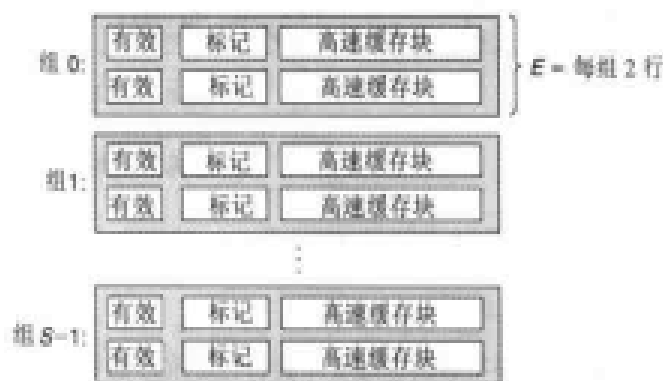 组 0:
有效 标记 高速缓存块
有效 标记 高速缓存块
E = 每组 2 行
组1:
有效 标记 高速缓存块
有效 标记 高速缓存块
⋮
组 S-1:
有效 标记 高速缓存块
有效 标记 高速缓存块